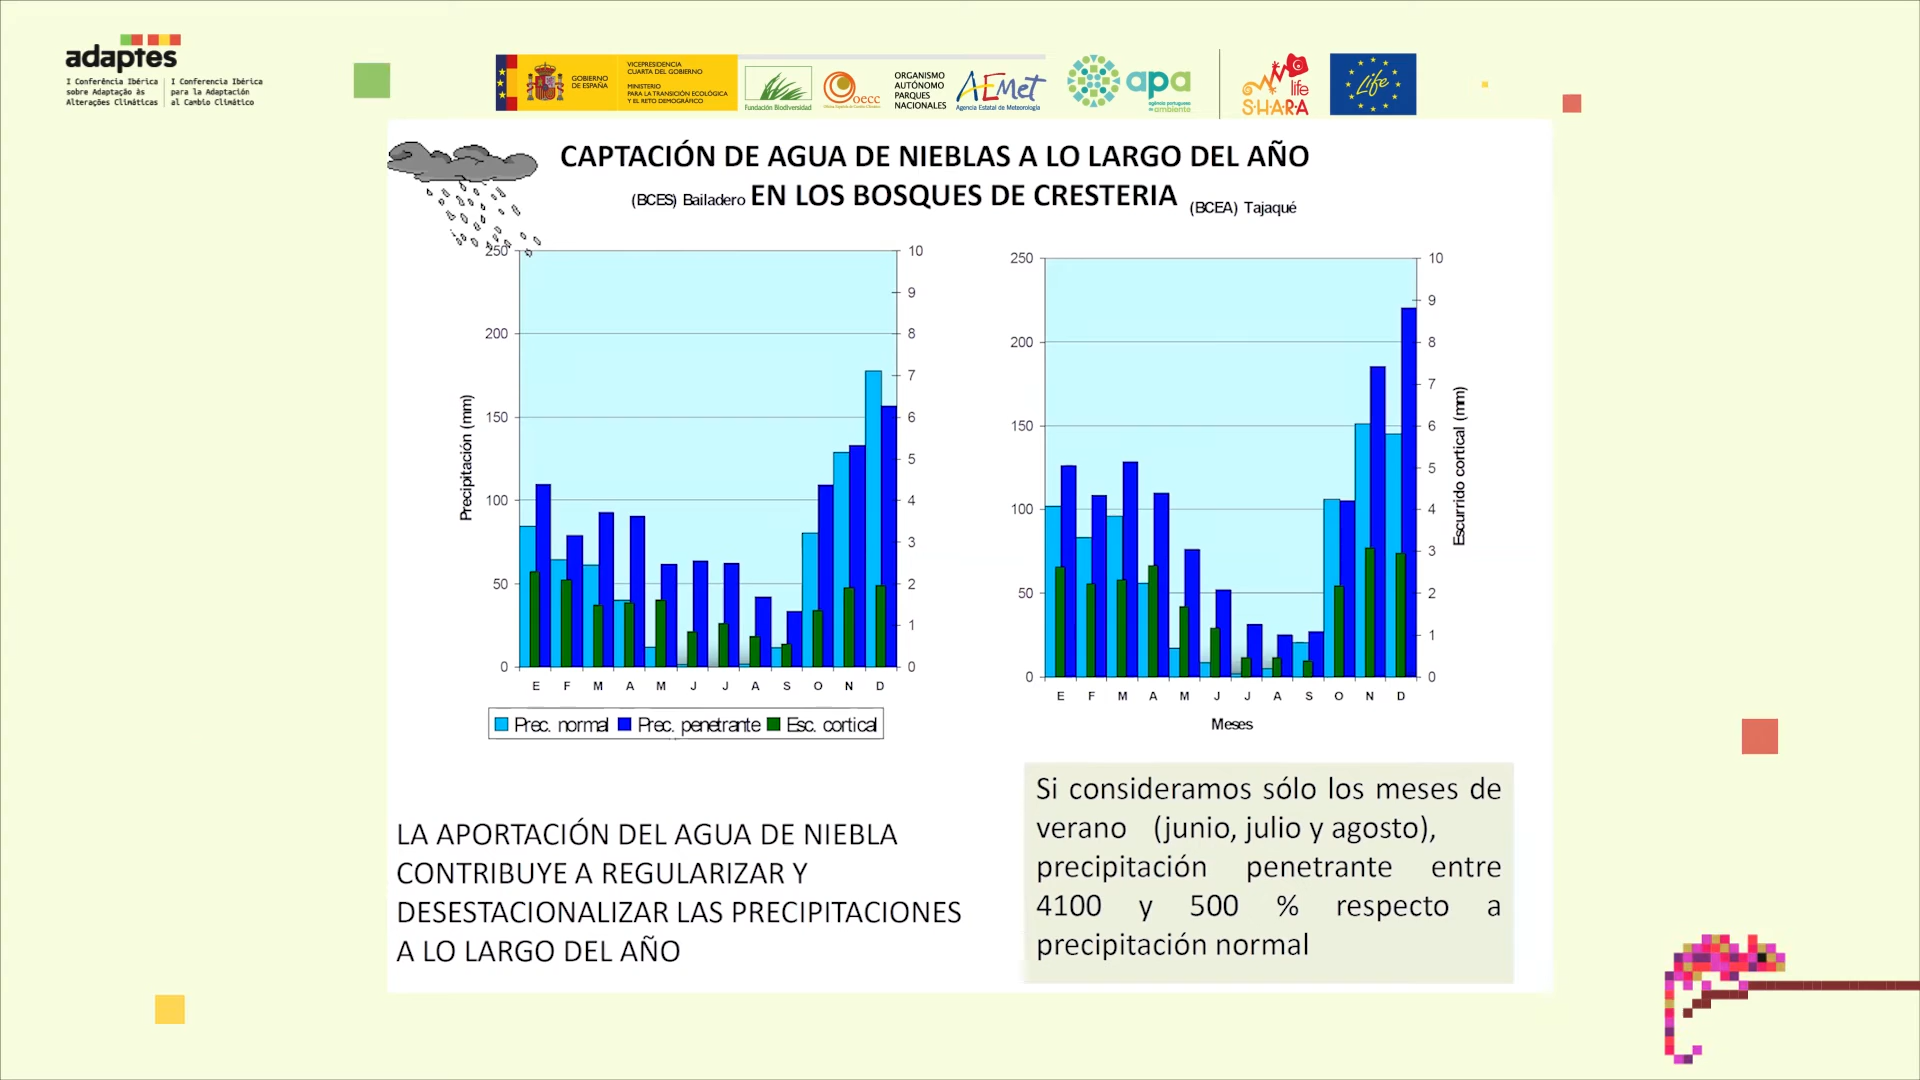 adaptes
I Conferência Ibérica
sobre Adaptação às
Alterações Climáticas
I Conferencia Ibérica
para la Adaptación
al Cambio Climático
GOBIERNO
DE ESPAÑA
VICEPRESIDENCIA
CUARTA DEL GOBIERNO
MINISTERIO
PARA LA TRANSICIÓN ECOLÓGICA
Y EL RETO DEMOGRÁFICO
Fundación Biodiversidad
oecc
ORGANISMO
AUTÓNOMO
PARQUES
NACIONALES
AEMet
Agencia Estatal de Meteorología
apa
agência portuguesa
do ambiente
life
SHARA
Life
CAPTACIÓN DE AGUA DE NIEBLAS A LO LARGO DEL AÑO
EN LOS BOSQUES DE CRESTERIA
(BCES) Bailadero
(BCEA) Tajaqué
250
200
150
100
50
0
Precipitación (mm)
10
9
8
7
6
5
4
3
2
1
0
E F M A M J J A S O N D
Prec. normal Prec. penetrante Esc. cortical
250
200
150
100
50
0
10
9
8
7
6
5
4
3
2
1
0
Escurrido cortical (mm)
E F M A M J J A S O N D
Meses
LA APORTACIÓN DEL AGUA DE NIEBLA
CONTRIBUYE A REGULARIZAR Y
DESESTACIONALIZAR LAS PRECIPITACIONES
A LO LARGO DEL AÑO
Si consideramos sólo los meses de
verano (junio, julio y agosto),
precipitación penetrante entre
4100 y 500 % respecto a
precipitación normal